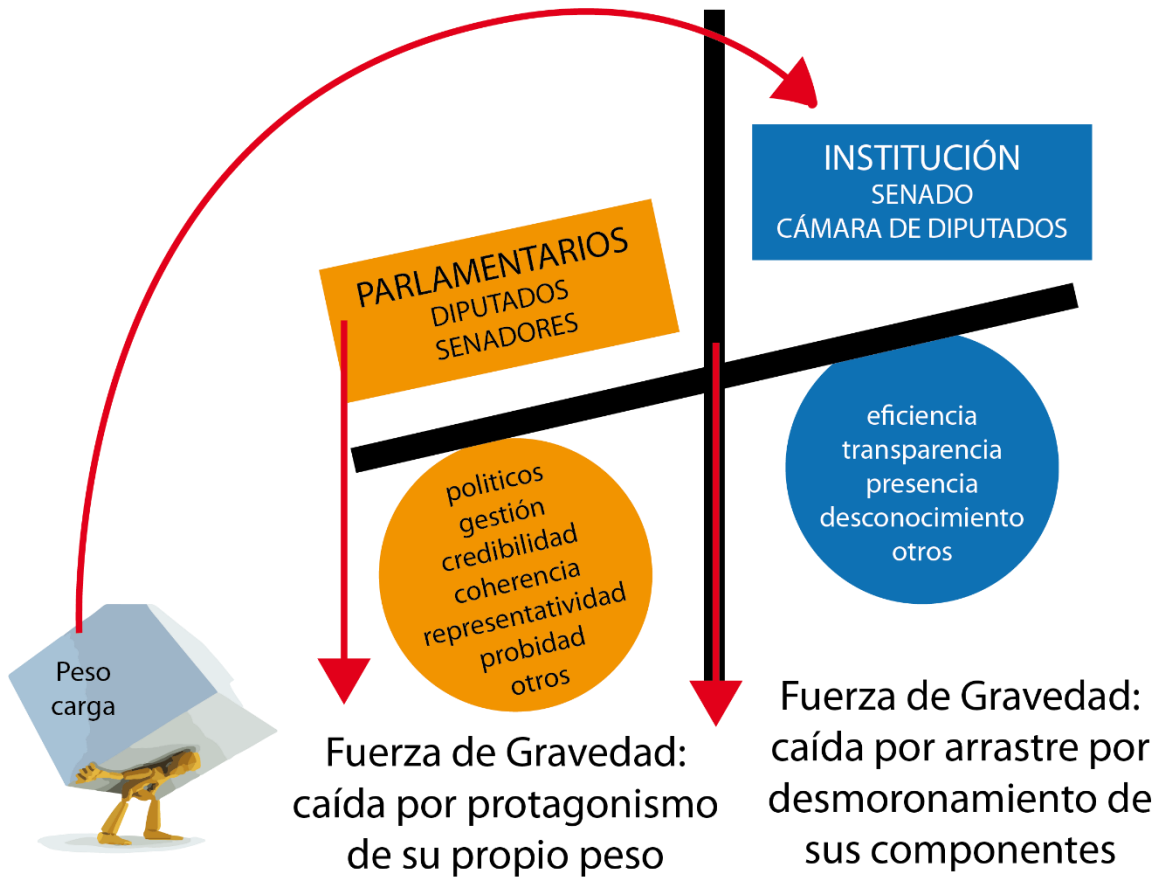 INSTITUCIÓN
SENADO
CÁMARA DE DIPUTADOS
PARLAMENTARIOS
DIPUTADOS
SENADORES
eficiencia
transparencia
presencia
desconocimiento
otros
politicos
gestión
credibilidad
coherencia
representatividad
probidad
otros
Peso
carga
Fuerza de Gravedad:
caída por protagonismo
de su propio peso
Fuerza de Gravedad:
caída por arrastre por
desmoronamiento de
sus componentes